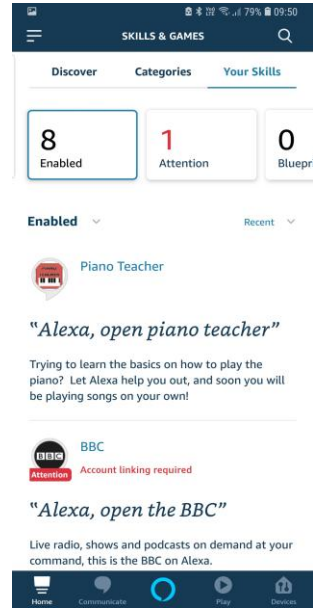 79% 09:50
SKILLS & GAMES
Discover Categories Your Skills
8 1 0
Enabled Attention Bluepr
Enabled Recent
Piano Teacher
"Alexa, open piano teacher"
Trying to learn the basics on how to play the
piano? Let Alexa help you out, and soon you will
be playing songs on your own!
BBC
BBC
Attention Account linking required
"Alexa, open the BBC"
Live radio, shows and podcasts on demand at your
command, this is the BBC on Alexa.
Home Communicate Play Devices